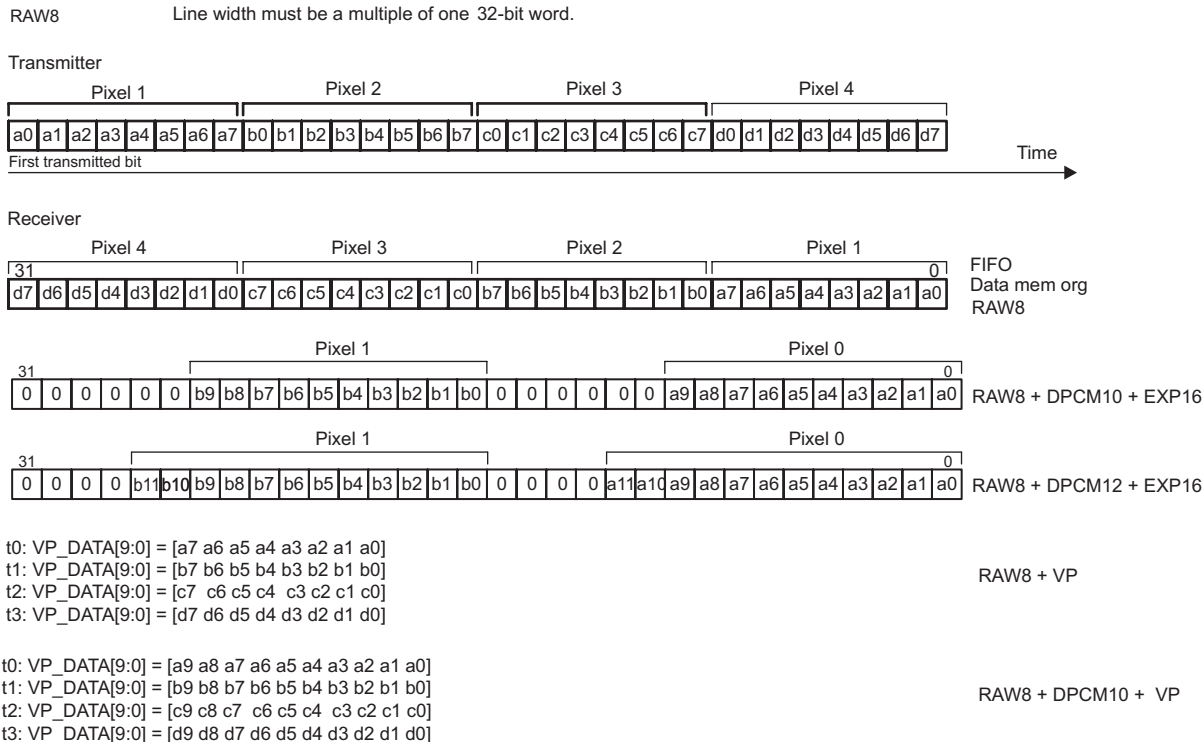 RAW8 Line width must be a multiple of one 32-bit word.
Transmitter
Pixel 1 Pixel 2 Pixel 3 Pixel 4
a0 a1 a2 a3 a4 a5 a6 a7 b0 b1 b2 b3 b4 b5 b6 b7 c0 c1 c2 c3 c4 c5 c6 c7 d0 d1 d2 d3 d4 d5 d6 d7
First transmitted bit
Time
Receiver
Pixel 4 Pixel 3 Pixel 2 Pixel 1
31 0
d7 d6 d5 d4 d3 d2 d1 d0 c7 c6 c5 c4 c3 c2 c1 c0 b7 b6 b5 b4 b3 b2 b1 b0 a7 a6 a5 a4 a3 a2 a1 a0
FIFO
Data mem org
RAW8
Pixel 1 Pixel 0
31 0
0 0 0 0 0 0 b9 b8 b7 b6 b5 b4 b3 b2 b1 b0 0 0 0 0 0 0 a9 a8 a7 a6 a5 a4 a3 a2 a1 a0 RAW8 + DPCM10 + EXP16
Pixel 1 Pixel 0
31 0
0 0 0 0 b11 b10 b9 b8 b7 b6 b5 b4 b3 b2 b1 b0 0 0 0 0 a11 a10 a9 a8 a7 a6 a5 a4 a3 a2 a1 a0 RAW8 + DPCM12 + EXP16
t0: VP_DATA[9:0] = [a7 a6 a5 a4 a3 a2 a1 a0]
t1: VP_DATA[9:0] = [b7 b6 b5 b4 b3 b2 b1 b0]
t2: VP_DATA[9:0] = [c7 c6 c5 c4 c3 c2 c1 c0]
t3: VP_DATA[9:0] = [d7 d6 d5 d4 d3 d2 d1 d0]
RAW8 + VP
t0: VP_DATA[9:0] = [a9 a8 a7 a6 a5 a4 a3 a2 a1 a0]
t1: VP_DATA[9:0] = [b9 b8 b7 b6 b5 b4 b3 b2 b1 b0]
t2: VP_DATA[9:0] = [c9 c8 c7 c6 c5 c4 c3 c2 c1 c0]
t3: VP_DATA[9:0] = [d9 d8 d7 d6 d5 d4 d3 d2 d1 d0]
RAW8 + DPCM10 + VP